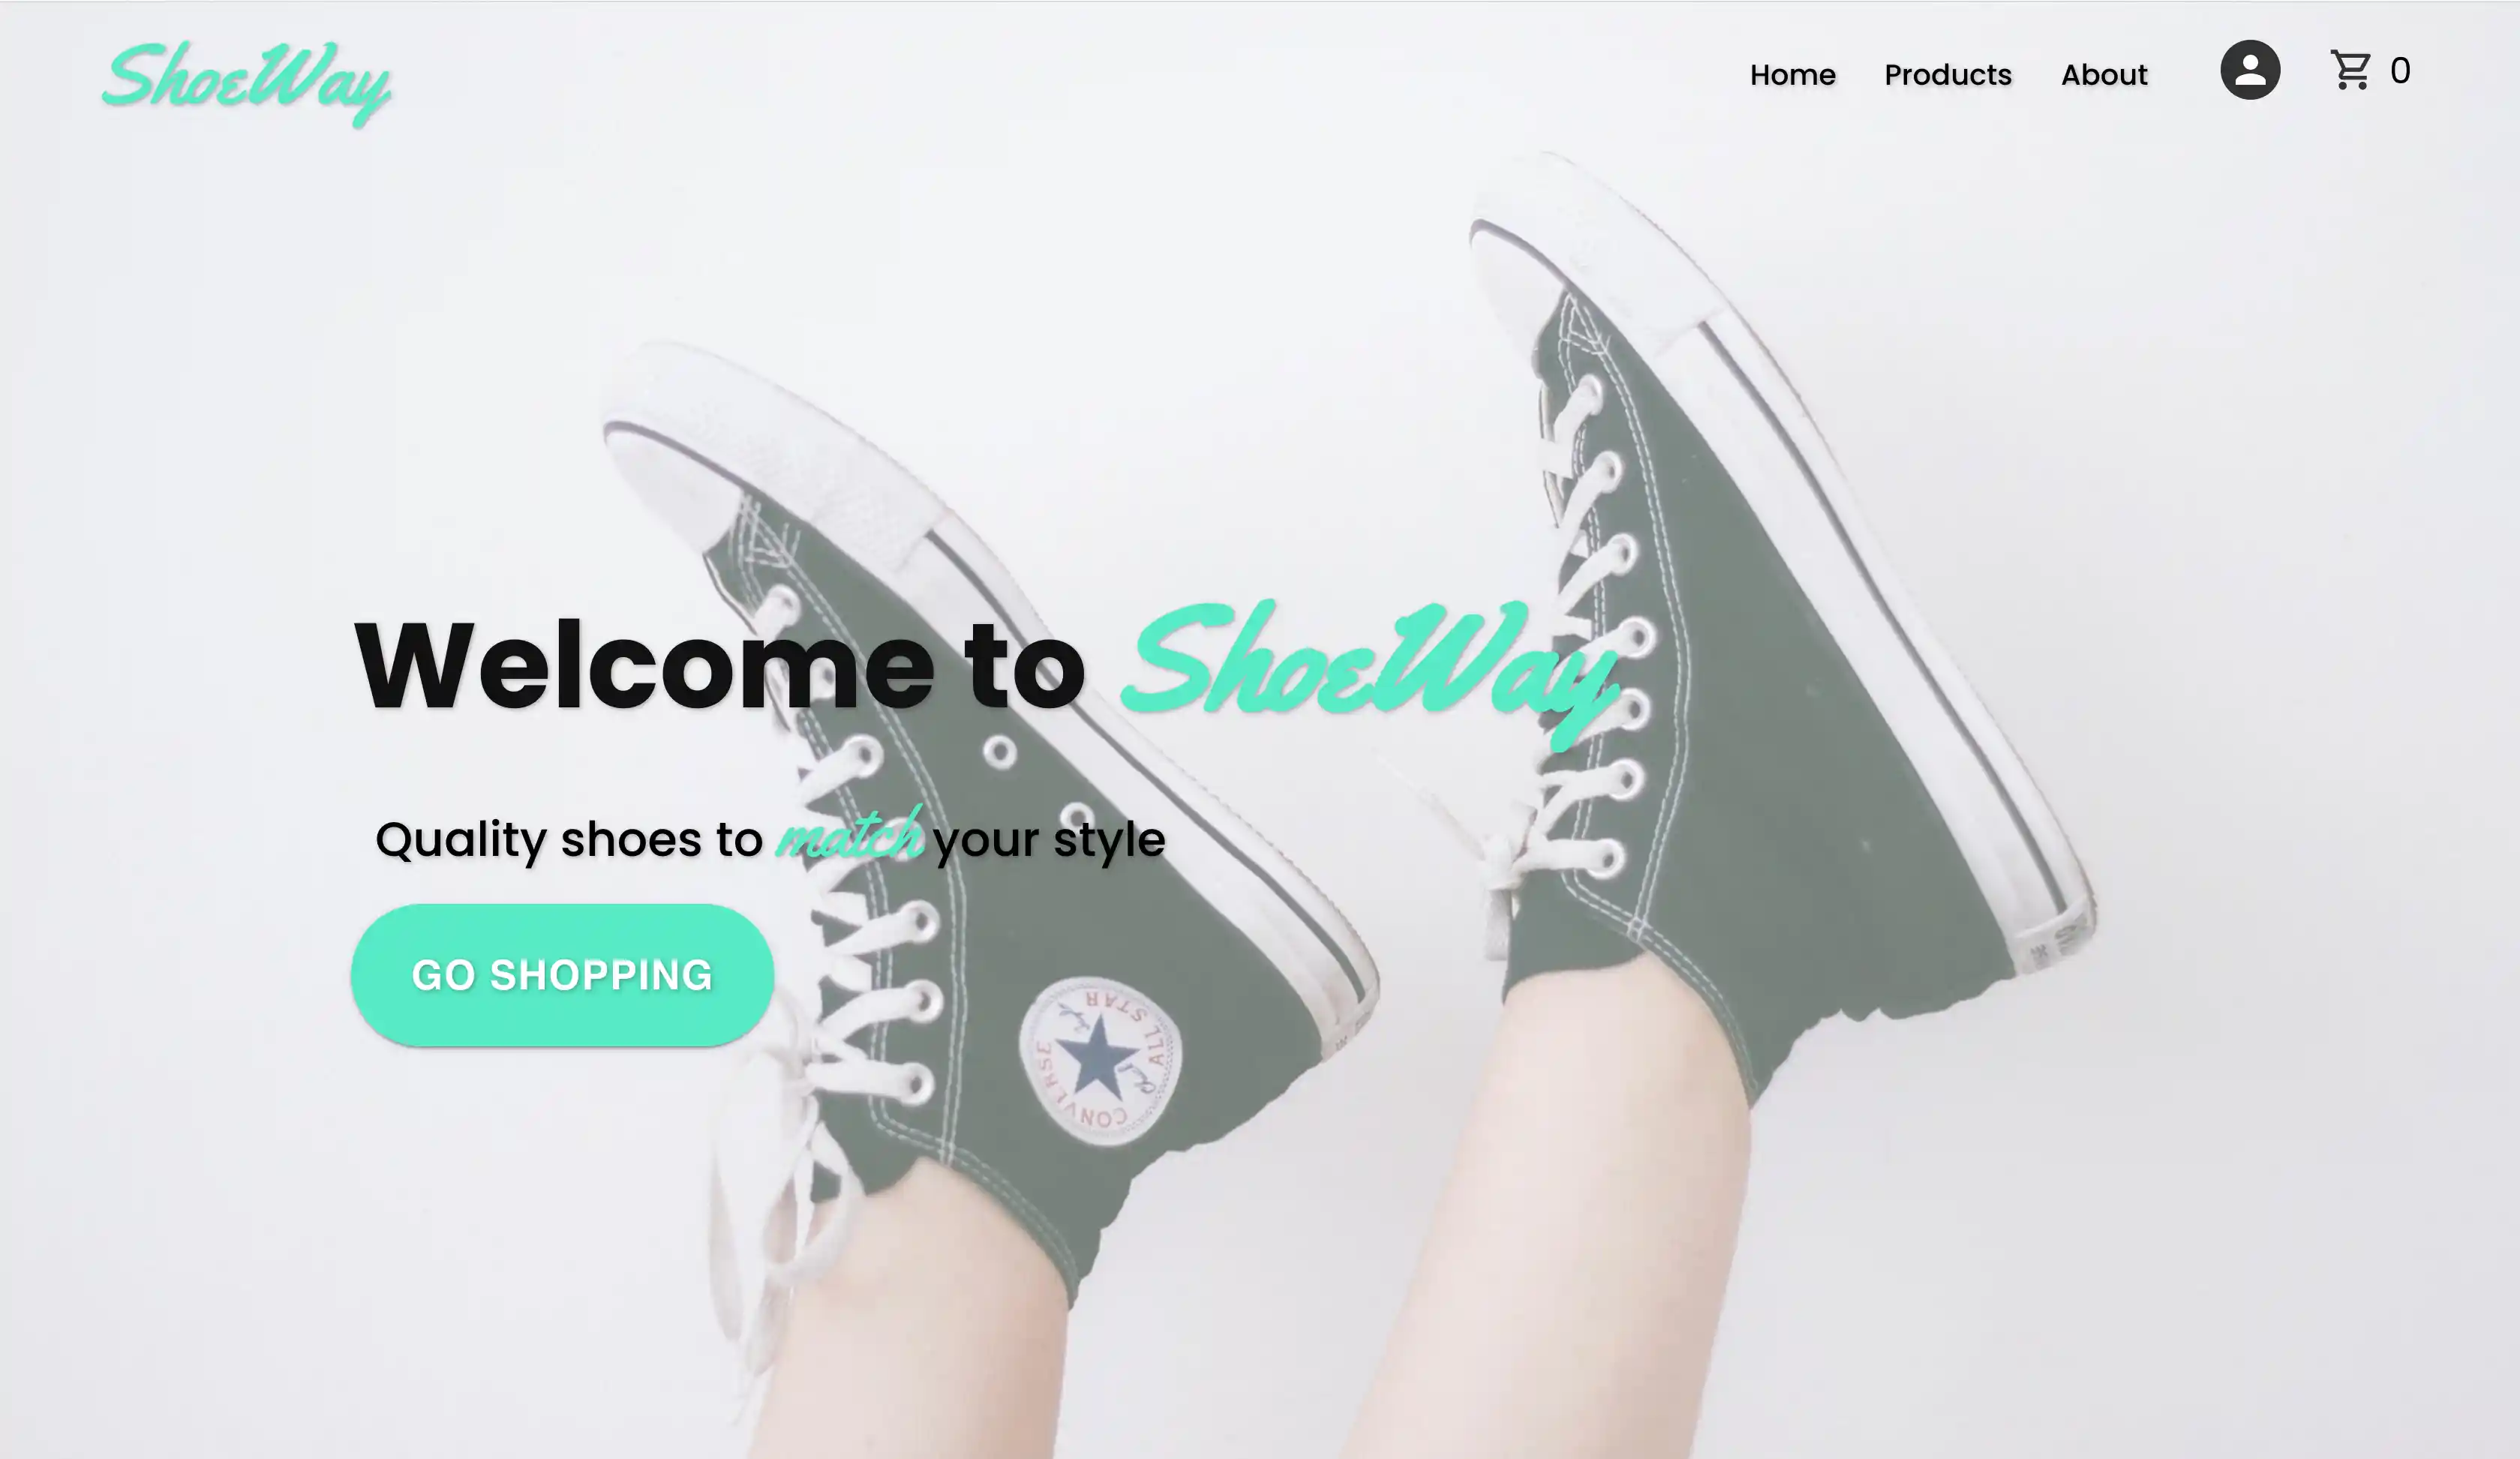 ShoeWay
Home Products About 0
Welcome to ShoeWay
Quality shoes to match your style
GO SHOPPING
CONVERSE
ALL STAR